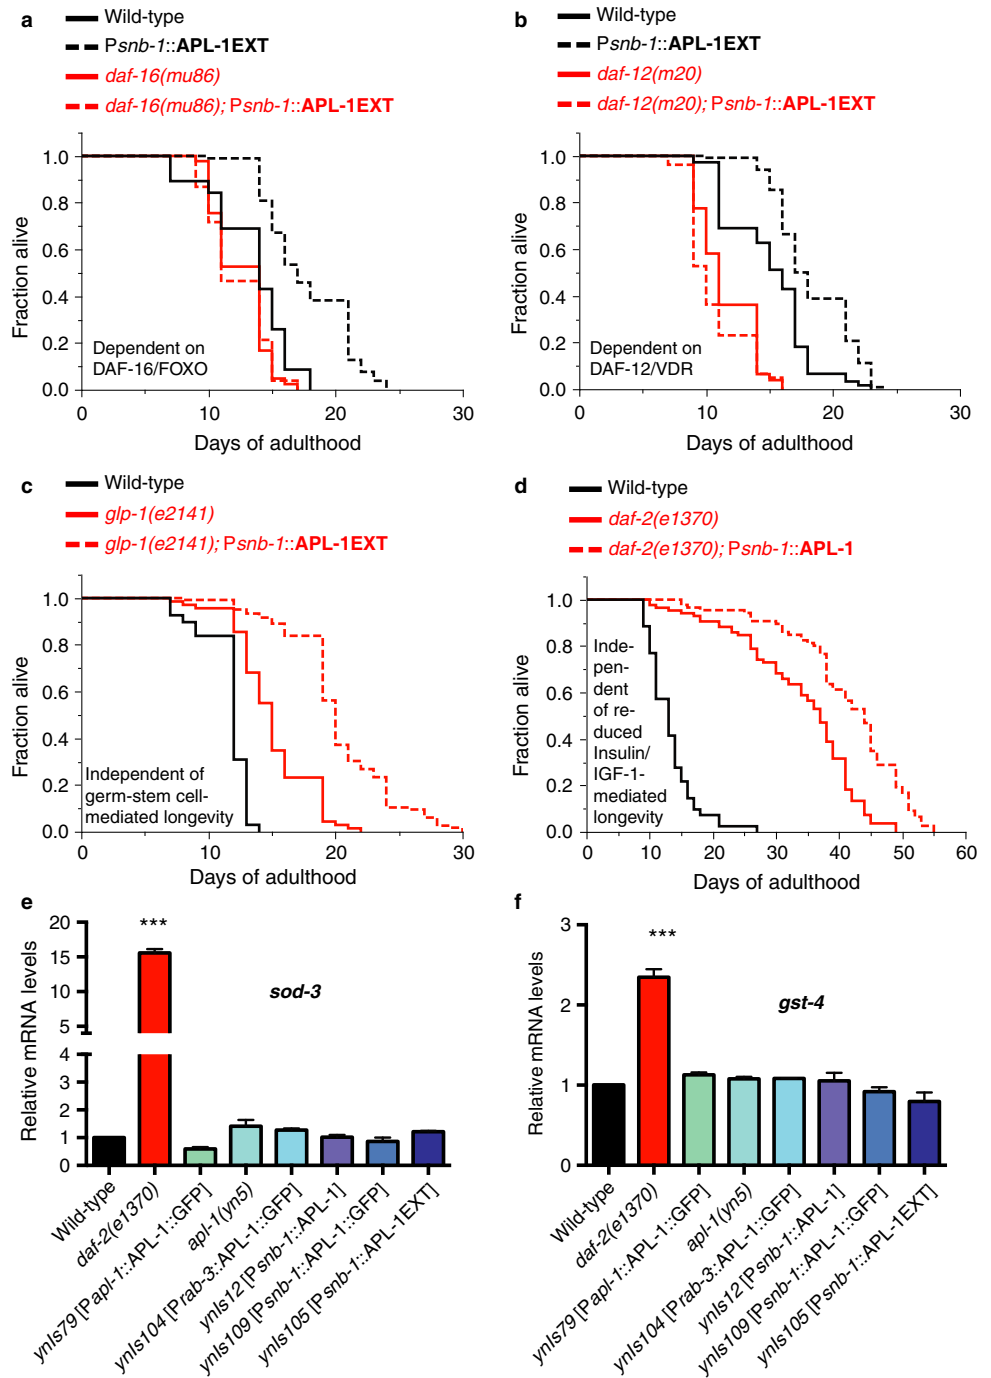 a
Wild-type
Psnb-1::APL-1EXT
daf-16(mu86)
daf-16(mu86); Psnb-1::APL-1EXT
Fraction alive
1.0
0.8
0.6
0.4
0.2
0.0
Dependent on
DAF-16/FOXO
0 10 20 30
Days of adulthood
b
Wild-type
Psnb-1::APL-1EXT
daf-12(m20)
daf-12(m20); Psnb-1::APL-1EXT
Fraction alive
1.0
0.8
0.6
0.4
0.2
0.0
Dependent on
DAF-12/VDR
0 10 20 30
Days of adulthood
c
Wild-type
glp-1(e2141)
glp-1(e2141); Psnb-1::APL-1EXT
Fraction alive
1.0
0.8
0.6
0.4
0.2
0.0
Independent of
germ-stem cell-
mediated longevity
0 10 20 30
Days of adulthood
d
Wild-type
daf-2(e1370)
daf-2(e1370); Psnb-1::APL-1
Fraction alive
1.0
0.8
0.6
0.4
0.2
0.0
Inde-
pen-
dent
of re-
duced
Insulin/
IGF-1-
mediated
longevity
0 10 20 30 40 50 60
Days of adulthood
e
Relative mRNA levels
20
15
10
5
4
3
2
1
0
***
sod-3
Wild-type
daf-2(e1370)
ynIs79 [Papl-1::APL-1::GFP]
apl-1(yn5)
ynIs104 [Prab-3::APL-1::GFP]
ynIs12 [Psnb-1::APL-1]
ynIs109 [Psnb-1::APL-1::GFP]
ynIs105 [Psnb-1::APL-1EXT]
f
Relative mRNA levels
3
2
1
0
***
gst-4
Wild-type
daf-2(e1370)
ynIs79 [Papl-1::APL-1::GFP]
apl-1(yn5)
ynIs104 [Prab-3::APL-1::GFP]
ynIs12 [Psnb-1::APL-1]
ynIs109 [Psnb-1::APL-1::GFP]
ynIs105 [Psnb-1::APL-1EXT]